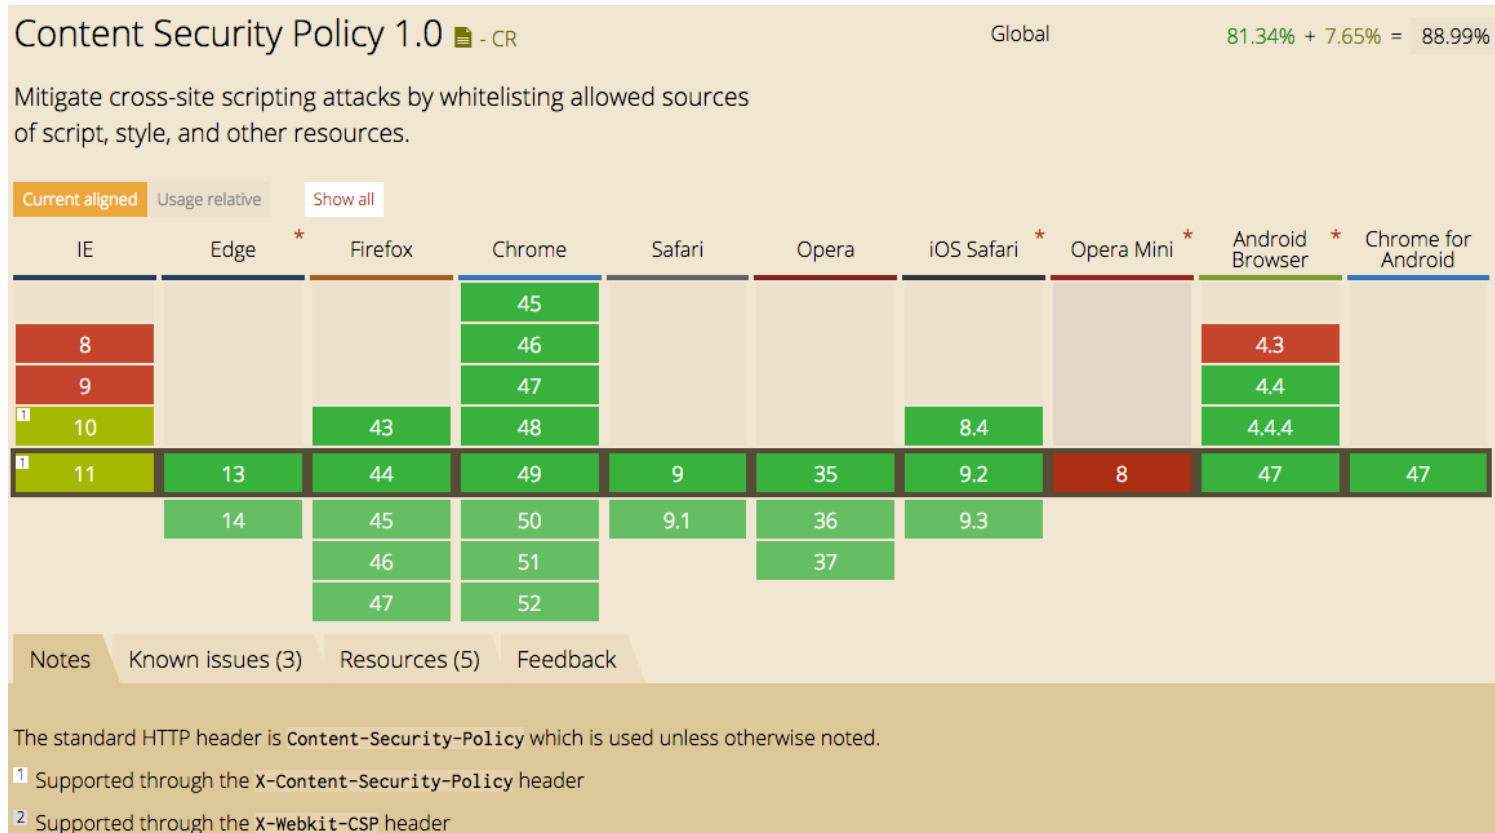 Content Security Policy 1.0 - CR
Global 81.34% + 7.65% = 88.99%
Mitigate cross-site scripting attacks by whitelisting allowed sources
of script, style, and other resources.
Current aligned Usage relative Show all
IE Edge * Firefox Chrome Safari Opera iOS Safari * Opera Mini * Android Browser * Chrome for Android
45
8 46 4.3
9 47 4.4
1 10 43 48 8.4 4.4.4
1 11 13 44 49 9 35 9.2 8 47 47
14 45 50 9.1 36 9.3
46 51 37
47 52
Notes Known issues (3) Resources (5) Feedback
The standard HTTP header is Content-Security-Policy which is used unless otherwise noted.
1 Supported through the X-Content-Security-Policy header
2 Supported through the X-Webkit-CSP header